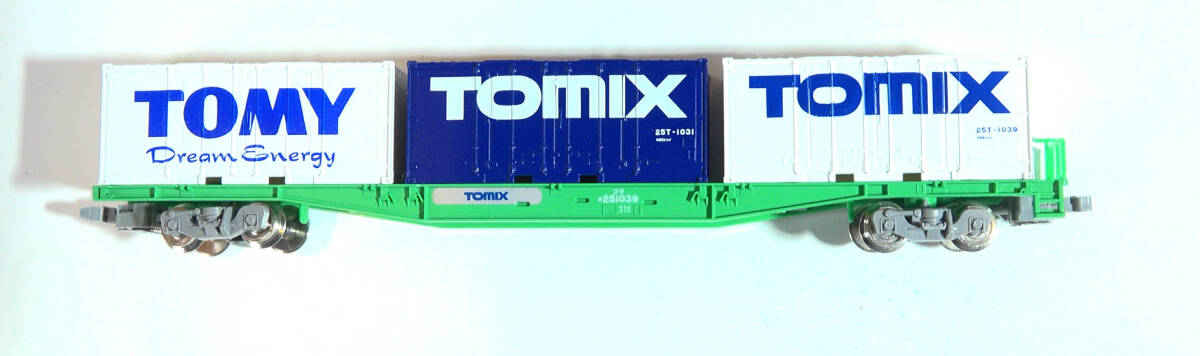 TOMY
Dream Energy
TOMIX
25T-1031
TOMIX
25T-1039
TOMIX
251039